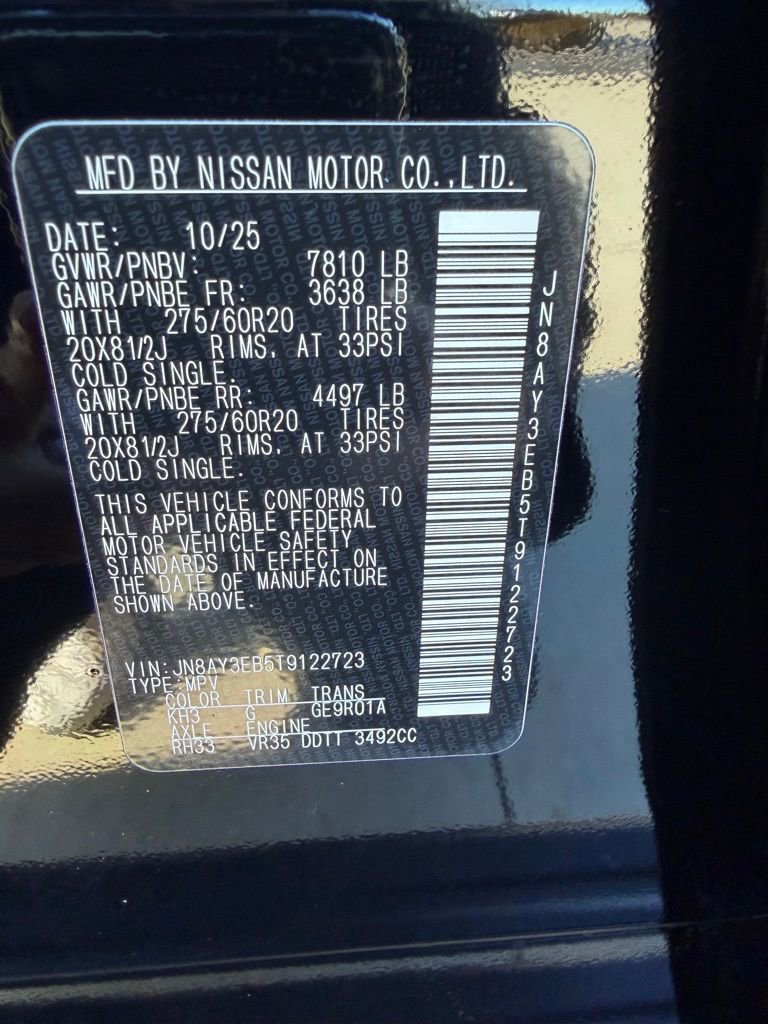 MFD BY NISSAN MOTOR CO.,LTD.
DATE: 10/25
GVWR/PNBV: 7810 LB
GAWR/PNBE FR: 3638 LB
WITH 275/60R20 TIRES
20X81/2J RIMS, AT 33PSI
COLD SINGLE.
GAWR/PNBE RR: 4497 LB
WITH 275/60R20 TIRES
20X81/2J RIMS, AT 33PSI
COLD SINGLE.
THIS VEHICLE CONFORMS TO
ALL APPLICABLE FEDERAL
MOTOR VEHICLE SAFETY
STANDARDS IN EFFECT ON
THE DATE OF MANUFACTURE
SHOWN ABOVE.
VIN:JN8AY3EB5T9122723
TYPE:MPV
COLOR TRIM TRANS
KH3 G GE9R01A
AXLE ENGINE
RH33 VR35 DDTT 3492CC
JN8AY3EB5T9122723